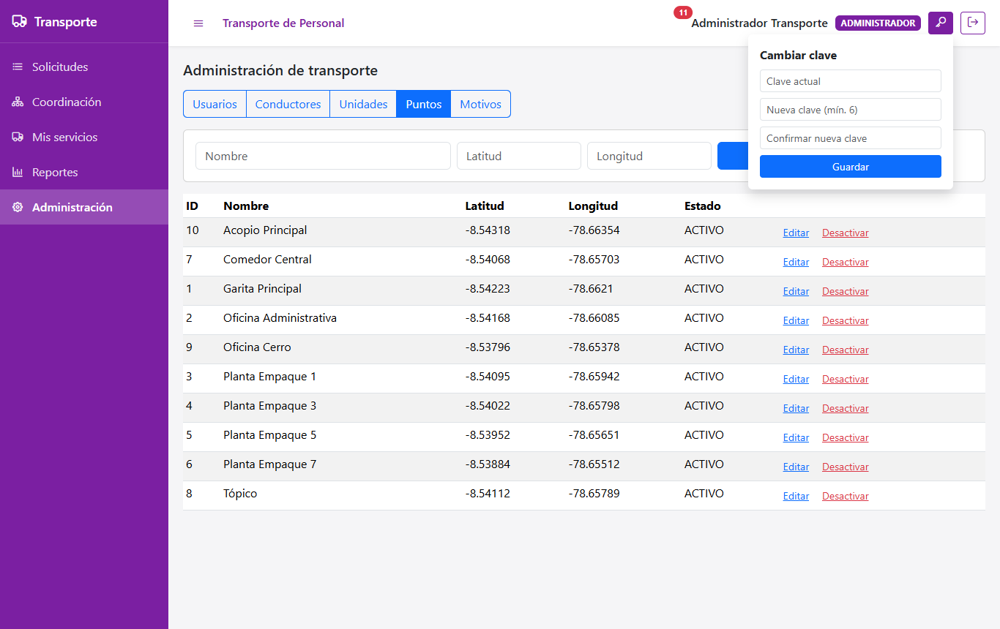 Transporte
Solicitudes
Coordinación
Mis servicios
Reportes
Administración
Transporte de Personal
11
Administrador Transporte
ADMINISTRADOR
Cambiar clave
Clave actual
Nueva clave (mín. 6)
Confirmar nueva clave
Guardar
Administración de transporte
Usuarios Conductores Unidades Puntos Motivos
Nombre Latitud Longitud
ID Nombre Latitud Longitud Estado
10 Acopio Principal -8.54318 -78.66354 ACTIVO Editar Desactivar
7 Comedor Central -8.54068 -78.65703 ACTIVO Editar Desactivar
1 Garita Principal -8.54223 -78.6621 ACTIVO Editar Desactivar
2 Oficina Administrativa -8.54168 -78.66085 ACTIVO Editar Desactivar
9 Oficina Cerro -8.53796 -78.65378 ACTIVO Editar Desactivar
3 Planta Empaque 1 -8.54095 -78.65942 ACTIVO Editar Desactivar
4 Planta Empaque 3 -8.54022 -78.65798 ACTIVO Editar Desactivar
5 Planta Empaque 5 -8.53952 -78.65651 ACTIVO Editar Desactivar
6 Planta Empaque 7 -8.53884 -78.65512 ACTIVO Editar Desactivar
8 Tópico -8.54112 -78.65789 ACTIVO Editar Desactivar